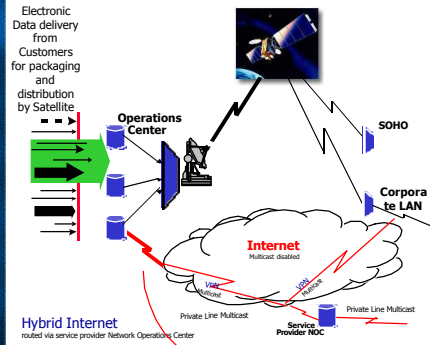 Electronic
Data delivery
from
Customers
for packaging
and
distribution
by Satellite
Operations
Center
SOHO
Corpora
te LAN
Internet
Multicast disabled
VPN
Multicast
VPN
Multicast
Private Line Multicast
Private Line Multicast
Service
Provider NOC
Hybrid Internet
routed via service provider Network Operations Center